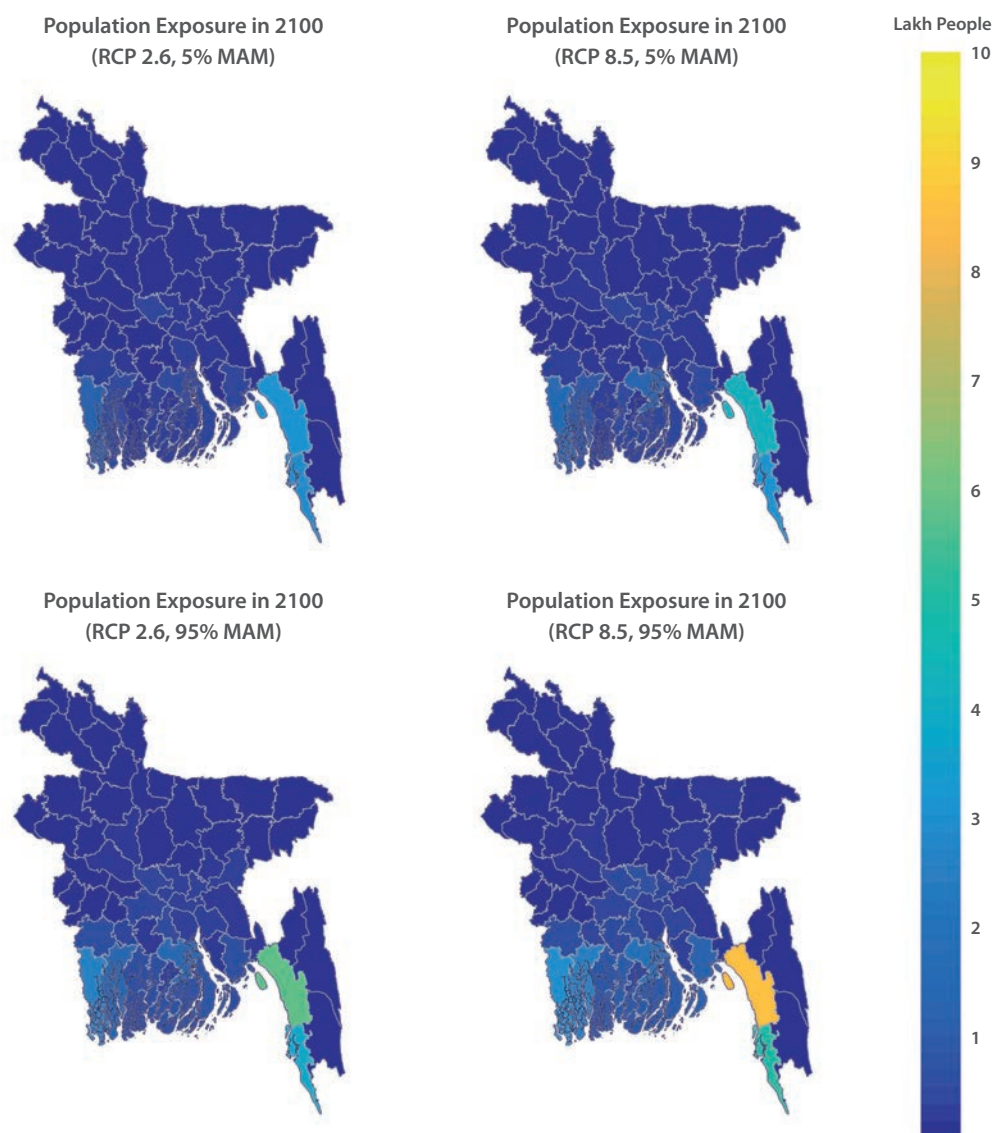 Population Exposure in 2100
(RCP 2.6, 5% MAM)
Population Exposure in 2100
(RCP 8.5, 5% MAM)
Lakh People
10
9
8
7
6
5
4
3
2
1
Population Exposure in 2100
(RCP 2.6, 95% MAM)
Population Exposure in 2100
(RCP 8.5, 95% MAM)